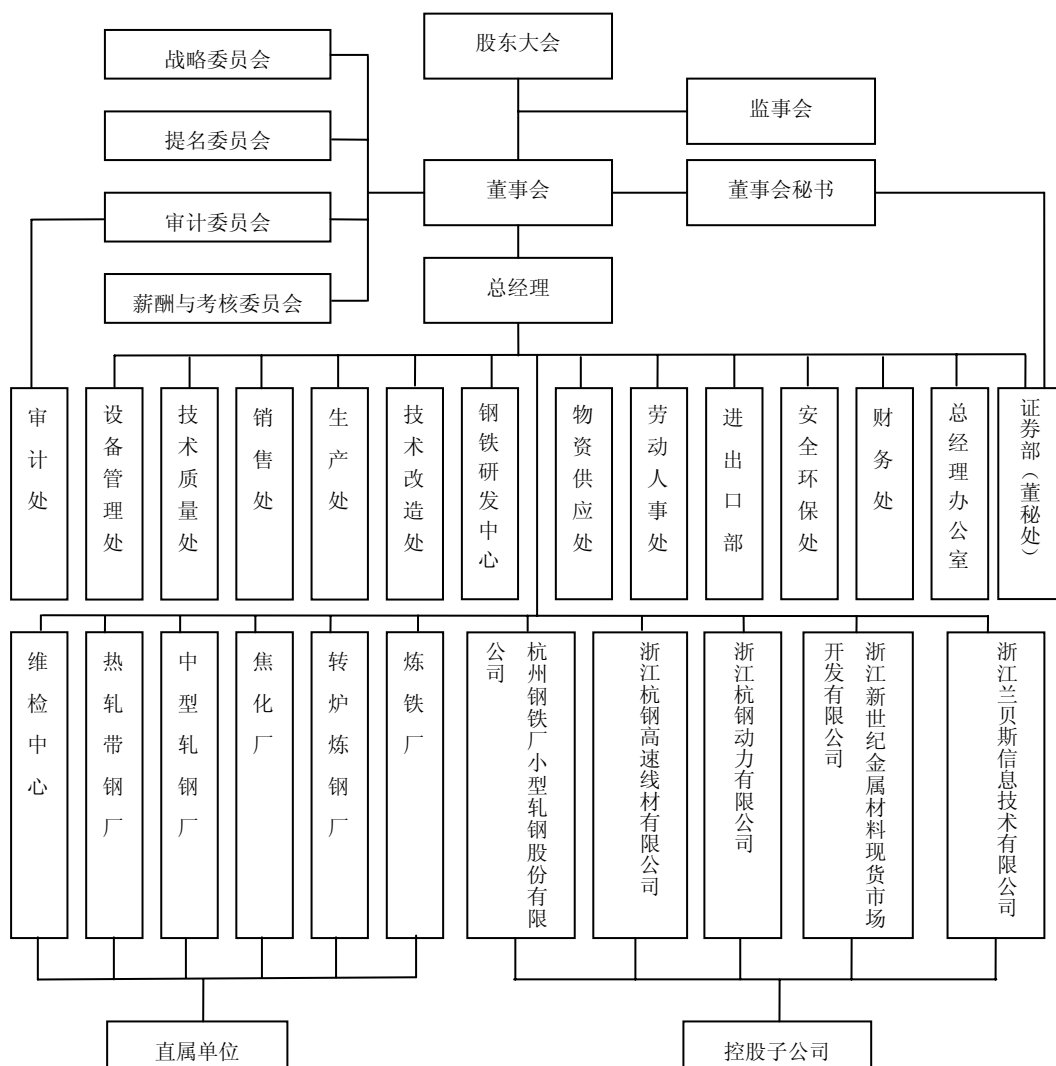 股东大会
战略委员会
监事会
提名委员会
董事会
董事会秘书
审计委员会
总经理
薪酬与考核委员会
审计处
设备管理处
技术质量处
销售处
生产处
技术改造处
钢铁研发中心
物资供应处
劳动人事处
进出口部
安全环保处
财务处
总经理办公室
证券部（董秘处）
维检中心
热轧带钢厂
中型轧钢厂
焦化厂
转炉炼钢厂
炼铁厂
杭州钢铁厂小型轧钢股份有限
公司
浙江杭钢高速线材有限公司
浙江杭钢动力有限公司
浙江新世纪金属材料现货市场
开发有限公司
浙江兰贝斯信息技术有限公司
直属单位
控股子公司